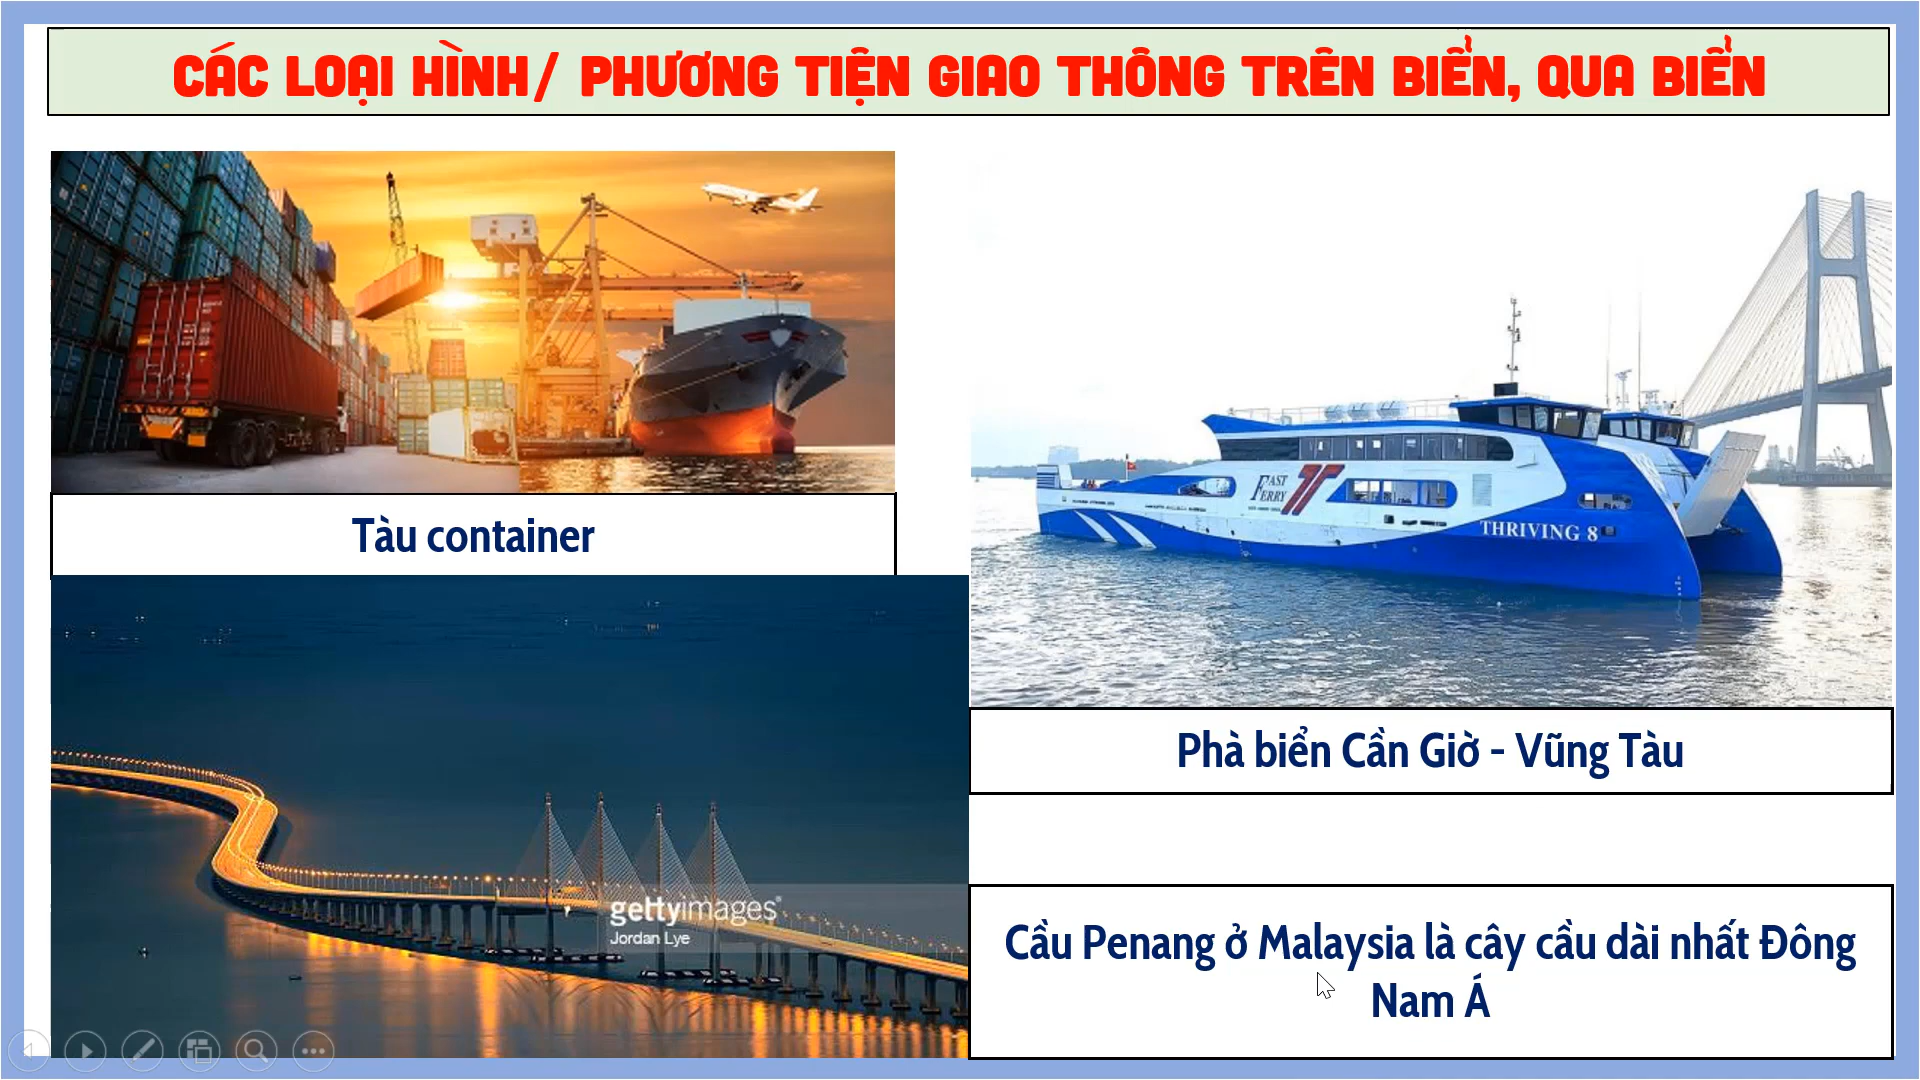 CÁC LOẠI HÌNH/ PHƯƠNG TIỆN GIAO THÔNG TRÊN BIỂN, QUA BIỂN
Tàu container
FAST
FERRY
THRIVING 8
Phà biển Cần Giờ - Vũng Tàu
gettyimages®
Jordan Lye
Cầu Penang ở Malaysia là cây cầu dài nhất Đông
Nam Á